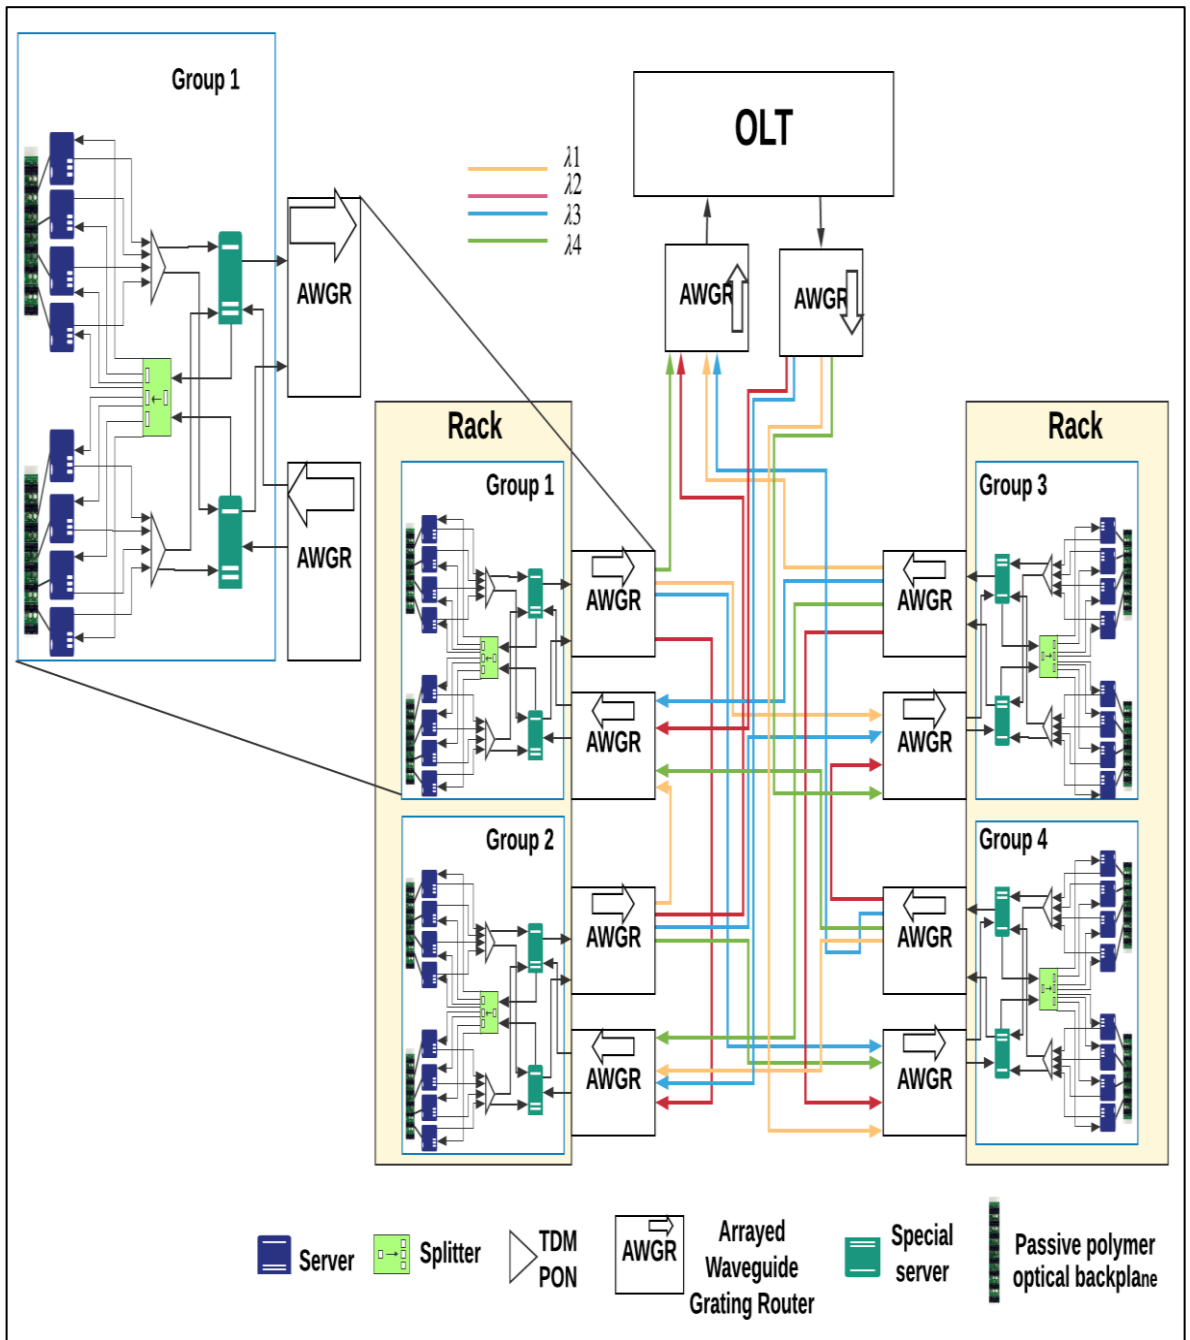 Group 1
OLT
λ1
λ2
λ3
λ4
AWGR
AWGR
AWGR
AWGR
Rack
Rack
Group 1
Group 3
AWGR
AWGR
AWGR
AWGR
Group 2
Group 4
AWGR
AWGR
AWGR
AWGR
Server
Splitter
TDM
PON
AWGR
Arrayed
Waveguide
Grating Router
Special
server
Passive polymer
optical backplane